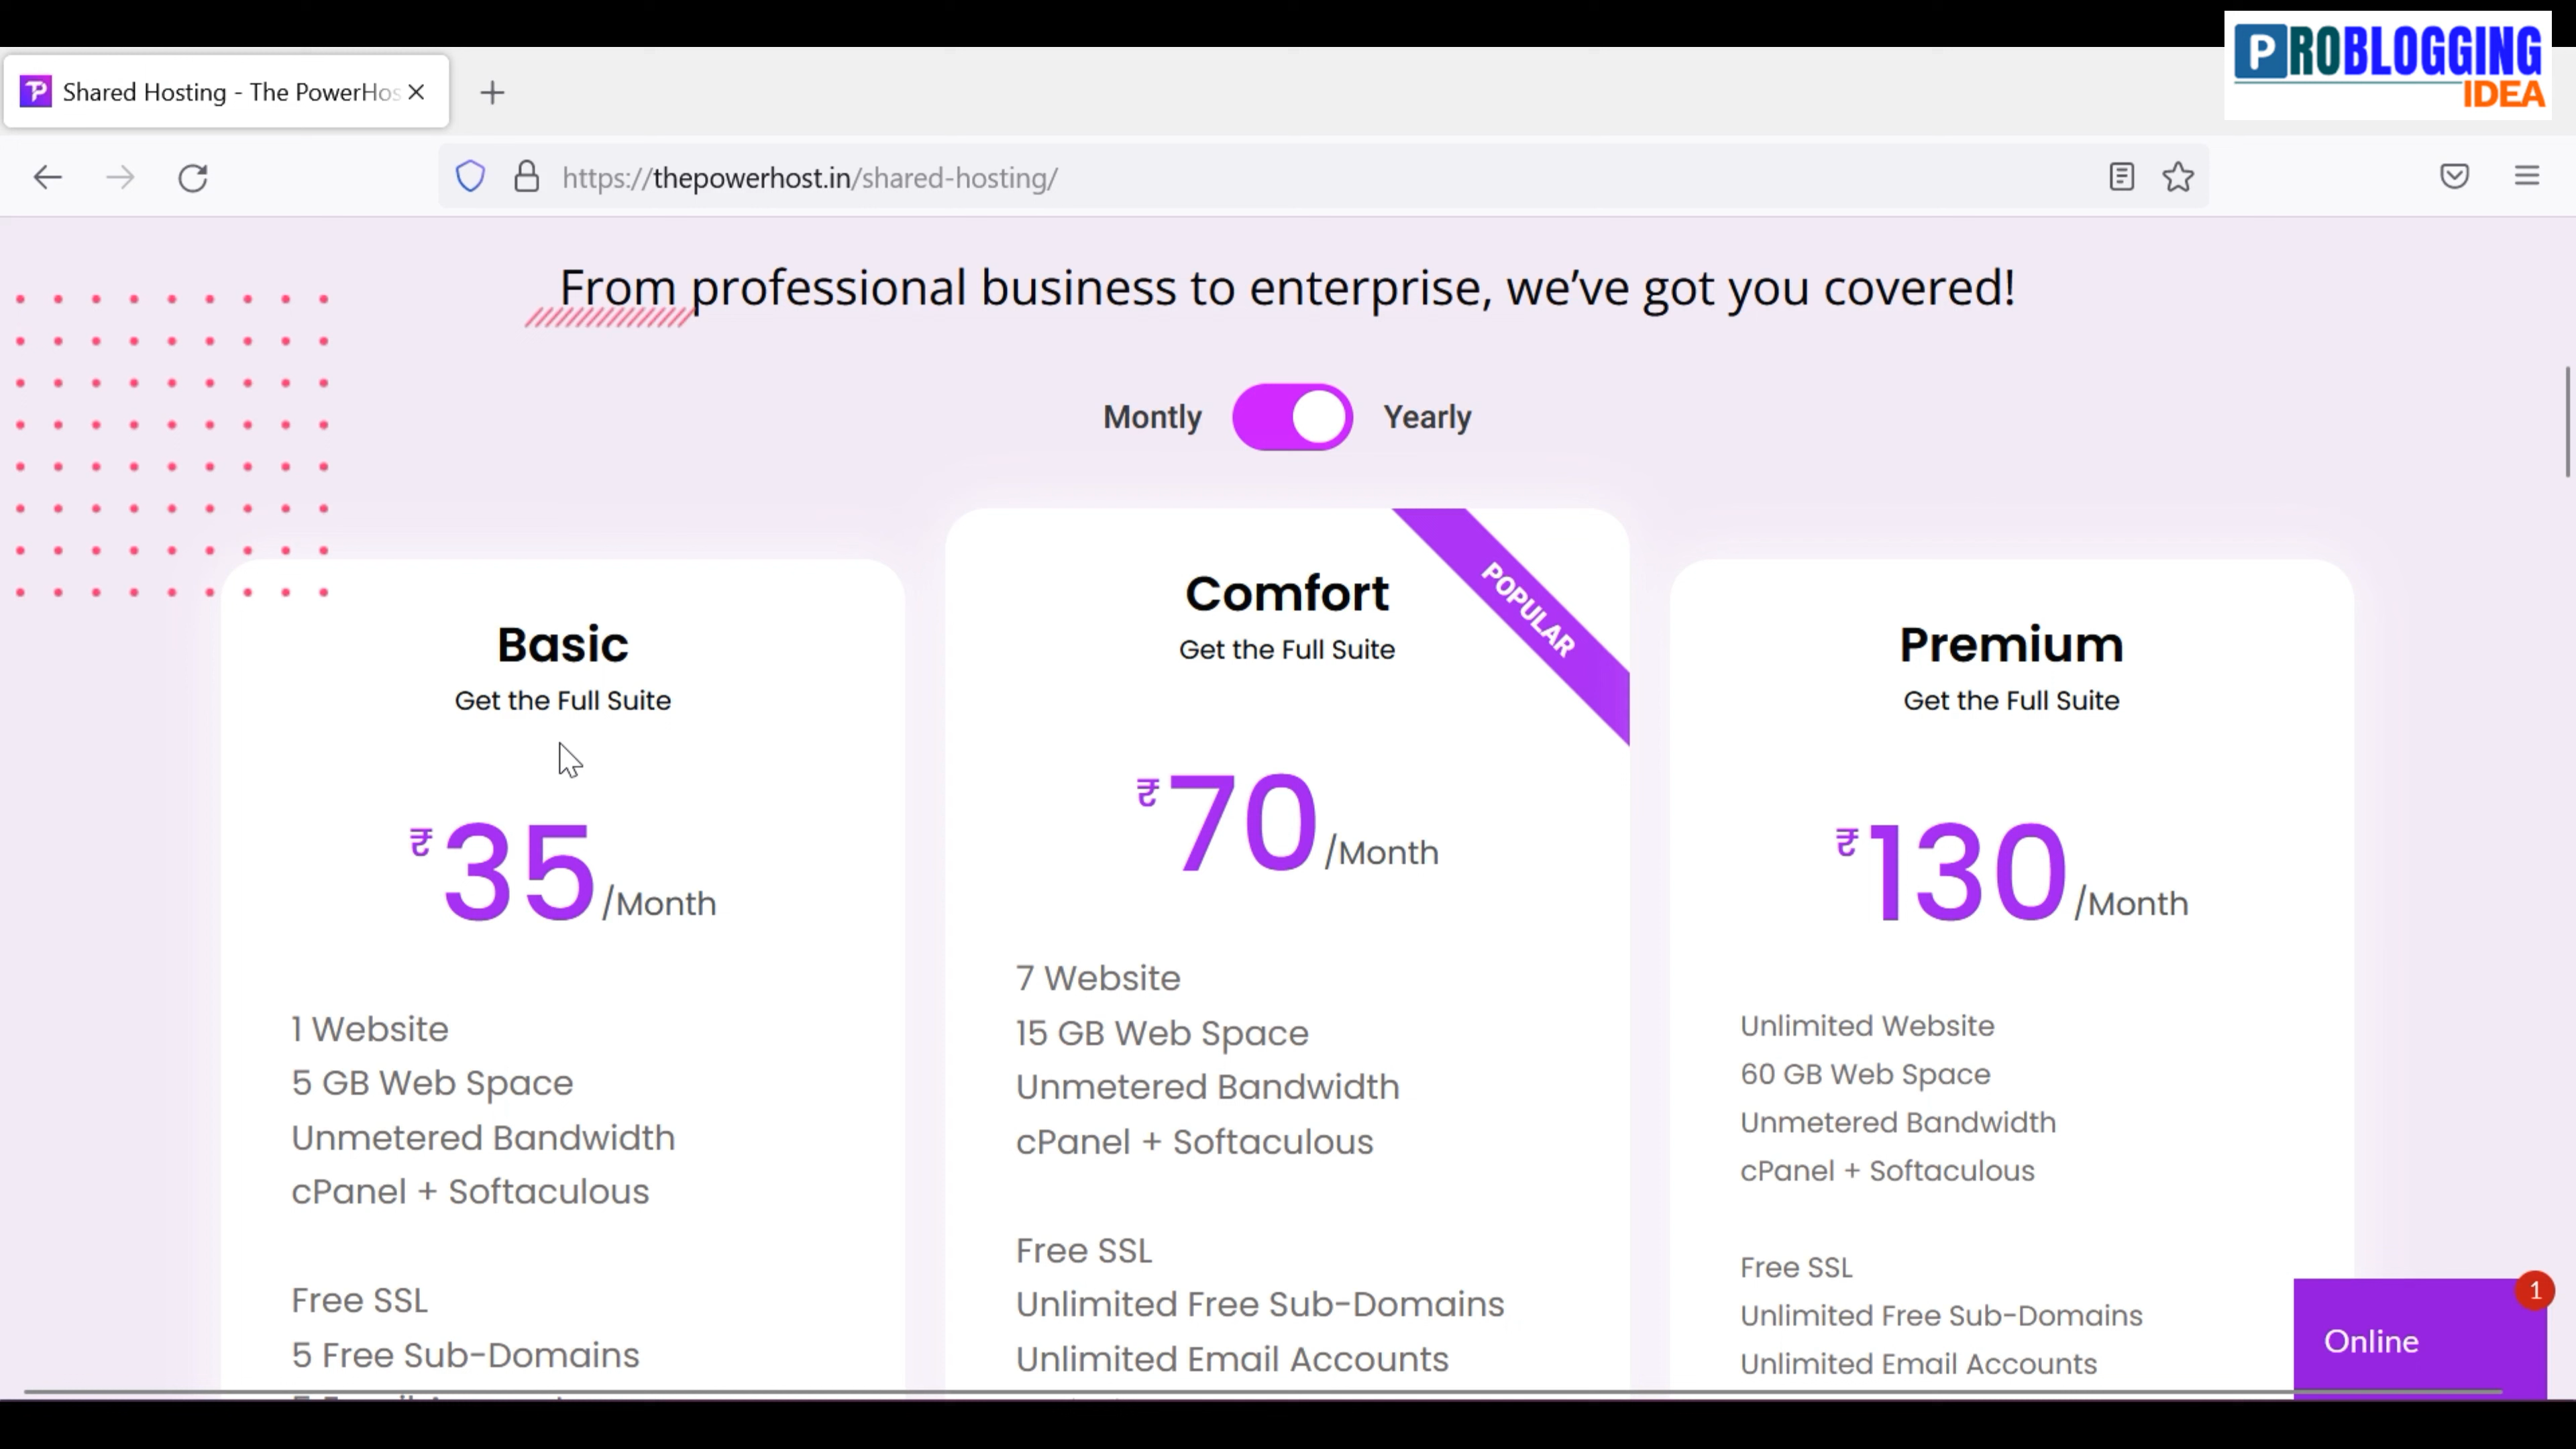 PROBLOGGING
IDEA
Shared Hosting - The PowerHos
https://thepowerhost.in/shared-hosting/
From professional business to enterprise, we've got you covered!
Montly
Yearly
Basic
Get the Full Suite
₹35/Month
1 Website
5 GB Web Space
Unmetered Bandwidth
cPanel + Softaculous
Free SSL
5 Free Sub-Domains
Comfort
POPULAR
Get the Full Suite
₹70/Month
7 Website
15 GB Web Space
Unmetered Bandwidth
cPanel + Softaculous
Free SSL
Unlimited Free Sub-Domains
Unlimited Email Accounts
Premium
Get the Full Suite
₹130/Month
Unlimited Website
60 GB Web Space
Unmetered Bandwidth
cPanel + Softaculous
Free SSL
Unlimited Free Sub-Domains
Unlimited Email Accounts
1
Online